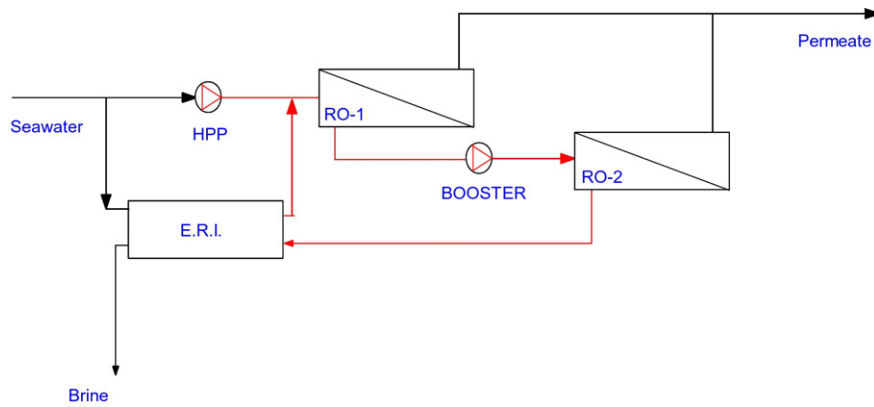 Permeate
Seawater
HPP
RO-1
RO-2
BOOSTER
E.R.I.
Brine